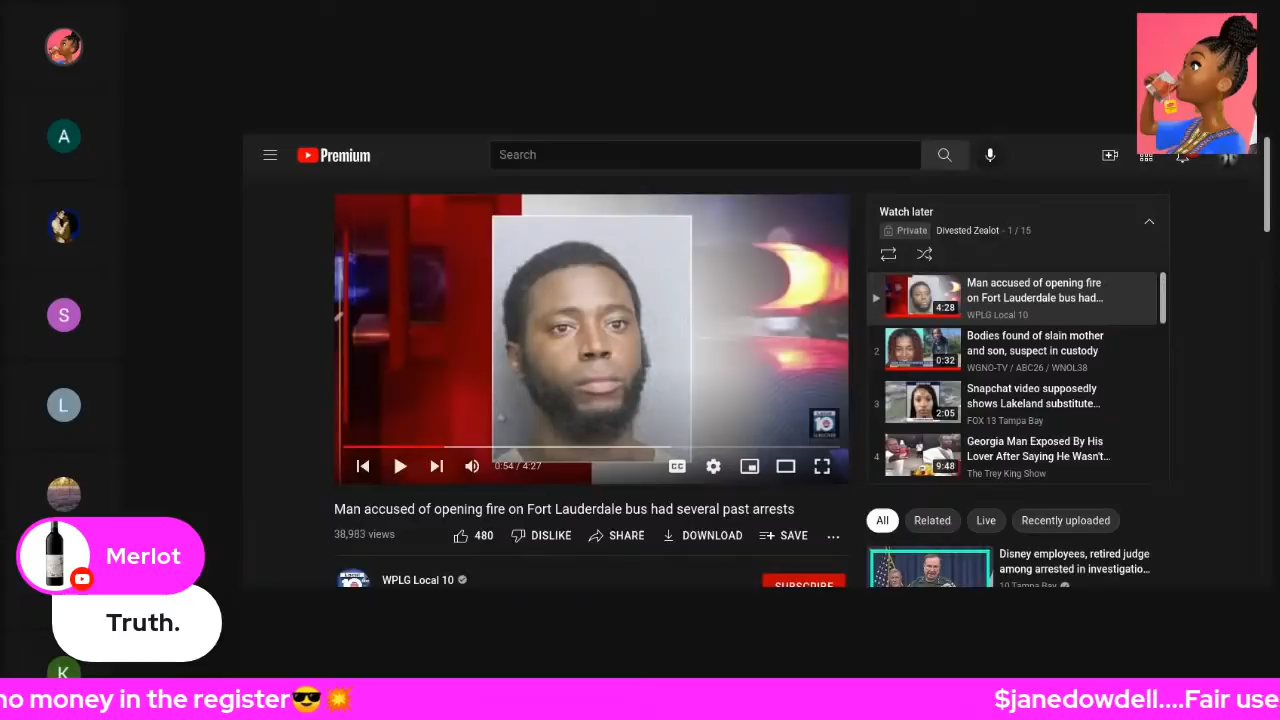 Premium
Search
A
S
L
K
CC
0:54 / 4:27
Man accused of opening fire on Fort Lauderdale bus had several past arrests
38,983 views
480
DISLIKE
SHARE
DOWNLOAD
SAVE
WPLG Local 10
SUBSCRIBE
Watch later
Private
Divested Zealot - 1 / 15
Man accused of opening fire
on Fort Lauderdale bus had...
WPLG Local 10
4:28
2
Bodies found of slain mother
and son, suspect in custody
WGNO-TV / ABC26 / WNOL38
0:32
3
Snapchat video supposedly
shows Lakeland substitute...
FOX 13 Tampa Bay
2:05
4
Georgia Man Exposed By His
Lover After Saying He Wasn't...
The Trey King Show
9:48
All
Related
Live
Recently uploaded
Disney employees, retired judge
among arrested in investigatio...
10 Tampa Bay
Merlot
Truth.
no money in the register😎💥
$janedowdell....Fair use